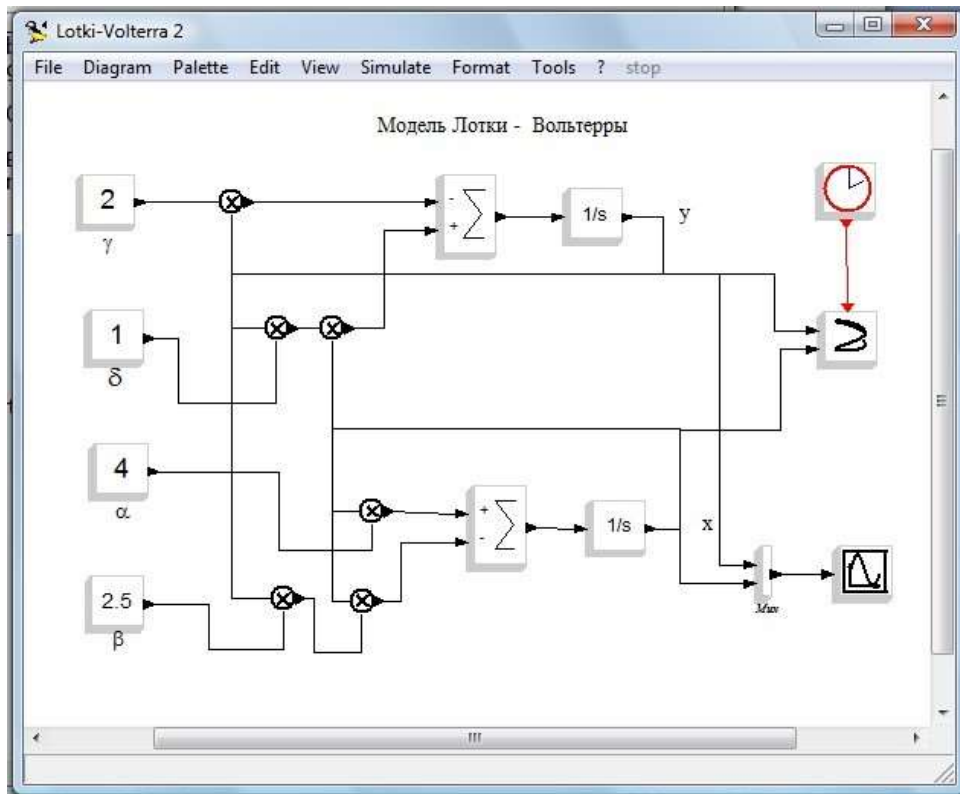 Lotki-Volterra 2
File Diagram Palette Edit View Simulate Format Tools ? stop
Модель Лотки - Вольтерры
2
γ
- +
1/s
y
1
δ
4
α
+ -
1/s
x
2.5
β
Mux